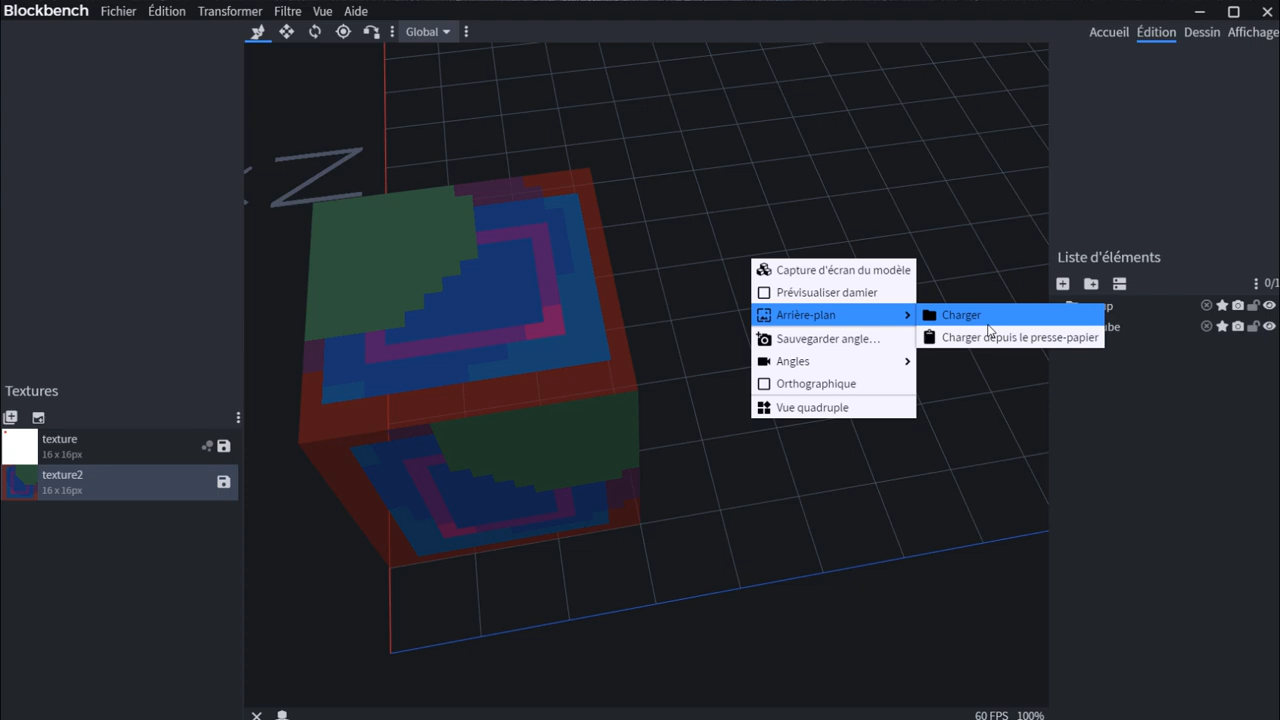 Blockbench Fichier Édition Transformer Filtre Vue Aide
Global
Accueil Édition Dessin Affichage
Z
Capture d'écran du modèle
Prévisualiser damier
Arrière-plan
Sauvegarder angle...
Angles
Orthographique
Vue quadruple
Charger
Charger depuis le presse-papier
Liste d'éléments
0/1
Textures
texture
16 x 16px
texture2
16 x 16px
60 FPS 100%